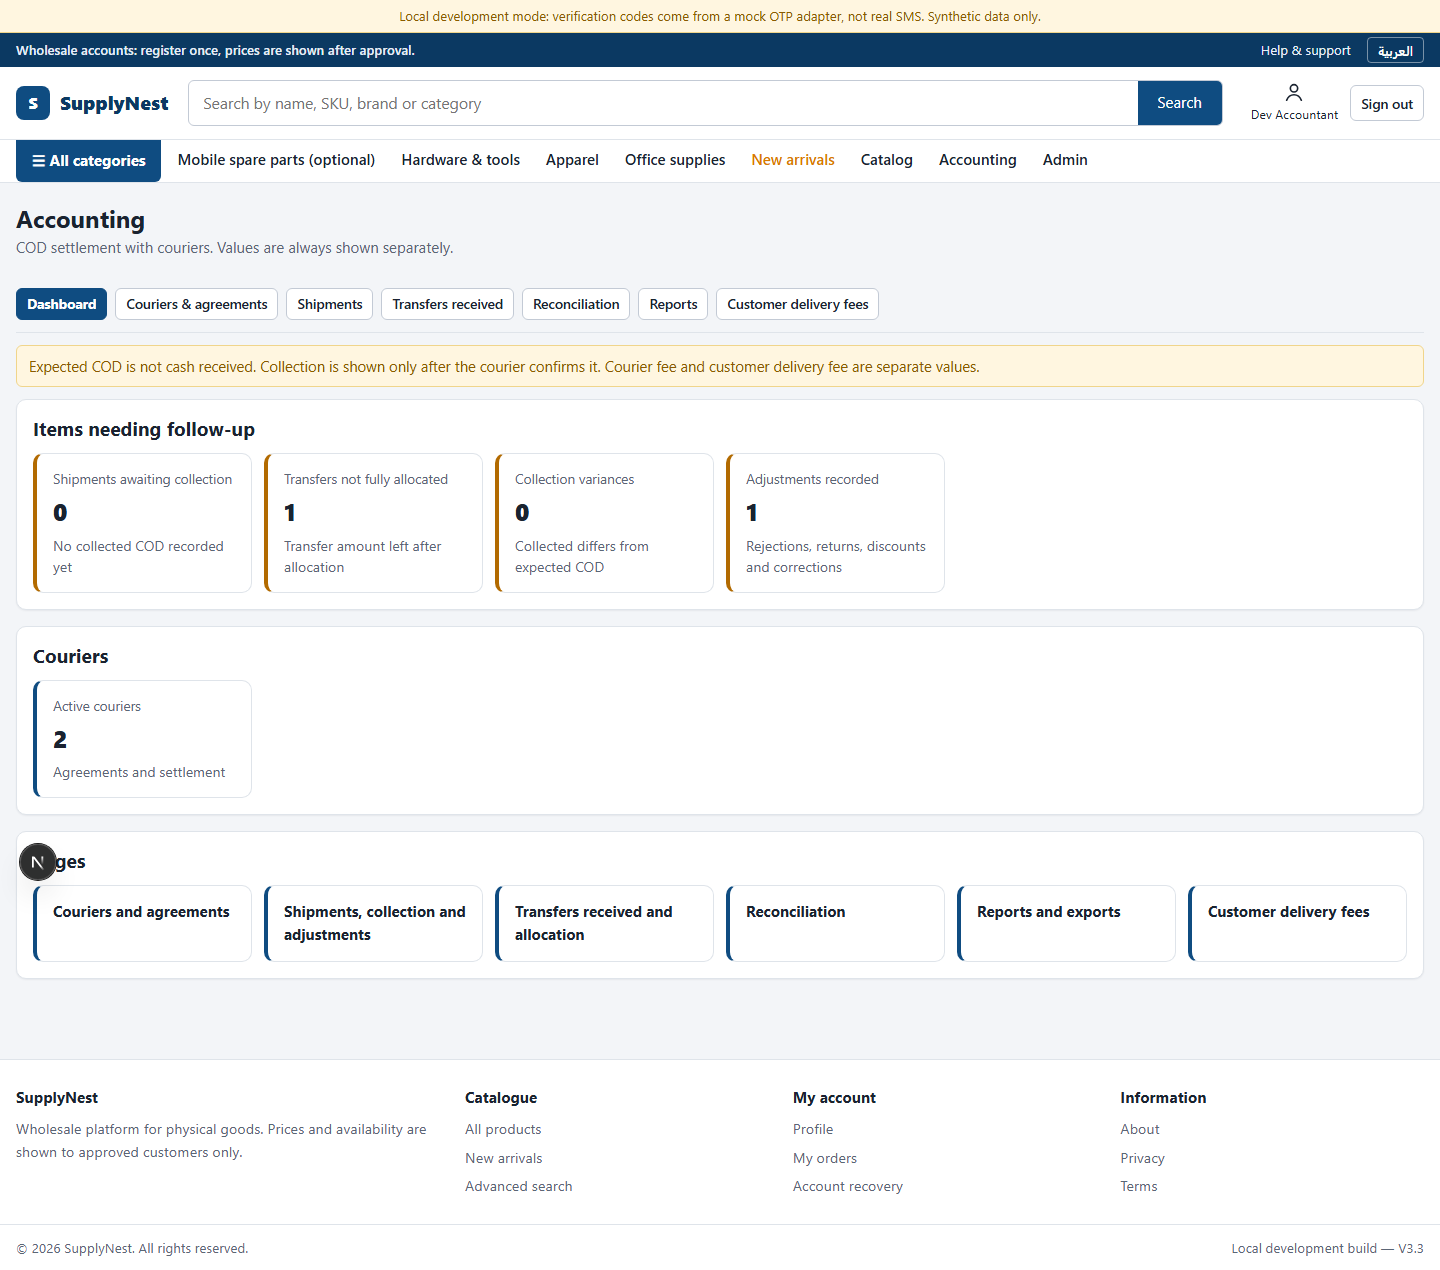 Local development mode: verification codes come from a mock OTP adapter, not real SMS. Synthetic data only.
Wholesale accounts: register once, prices are shown after approval.
Help & support
العربية
S
SupplyNest
Search by name, SKU, brand or category
Search
Dev Accountant
Sign out
☰ All categories
Mobile spare parts (optional)
Hardware & tools
Apparel
Office supplies
New arrivals
Catalog
Accounting
Admin
Accounting
COD settlement with couriers. Values are always shown separately.
Dashboard
Couriers & agreements
Shipments
Transfers received
Reconciliation
Reports
Customer delivery fees
Expected COD is not cash received. Collection is shown only after the courier confirms it. Courier fee and customer delivery fee are separate values.
Items needing follow-up
Shipments awaiting collection
0
No collected COD recorded
yet
Transfers not fully allocated
1
Transfer amount left after
allocation
Collection variances
0
Collected differs from
expected COD
Adjustments recorded
1
Rejections, returns, discounts
and corrections
Couriers
Active couriers
2
Agreements and settlement
N
ges
Couriers and agreements
Shipments, collection and
adjustments
Transfers received and
allocation
Reconciliation
Reports and exports
Customer delivery fees
SupplyNest
Wholesale platform for physical goods. Prices and availability are
shown to approved customers only.
Catalogue
All products
New arrivals
Advanced search
My account
Profile
My orders
Account recovery
Information
About
Privacy
Terms
© 2026 SupplyNest. All rights reserved.
Local development build — V3.3